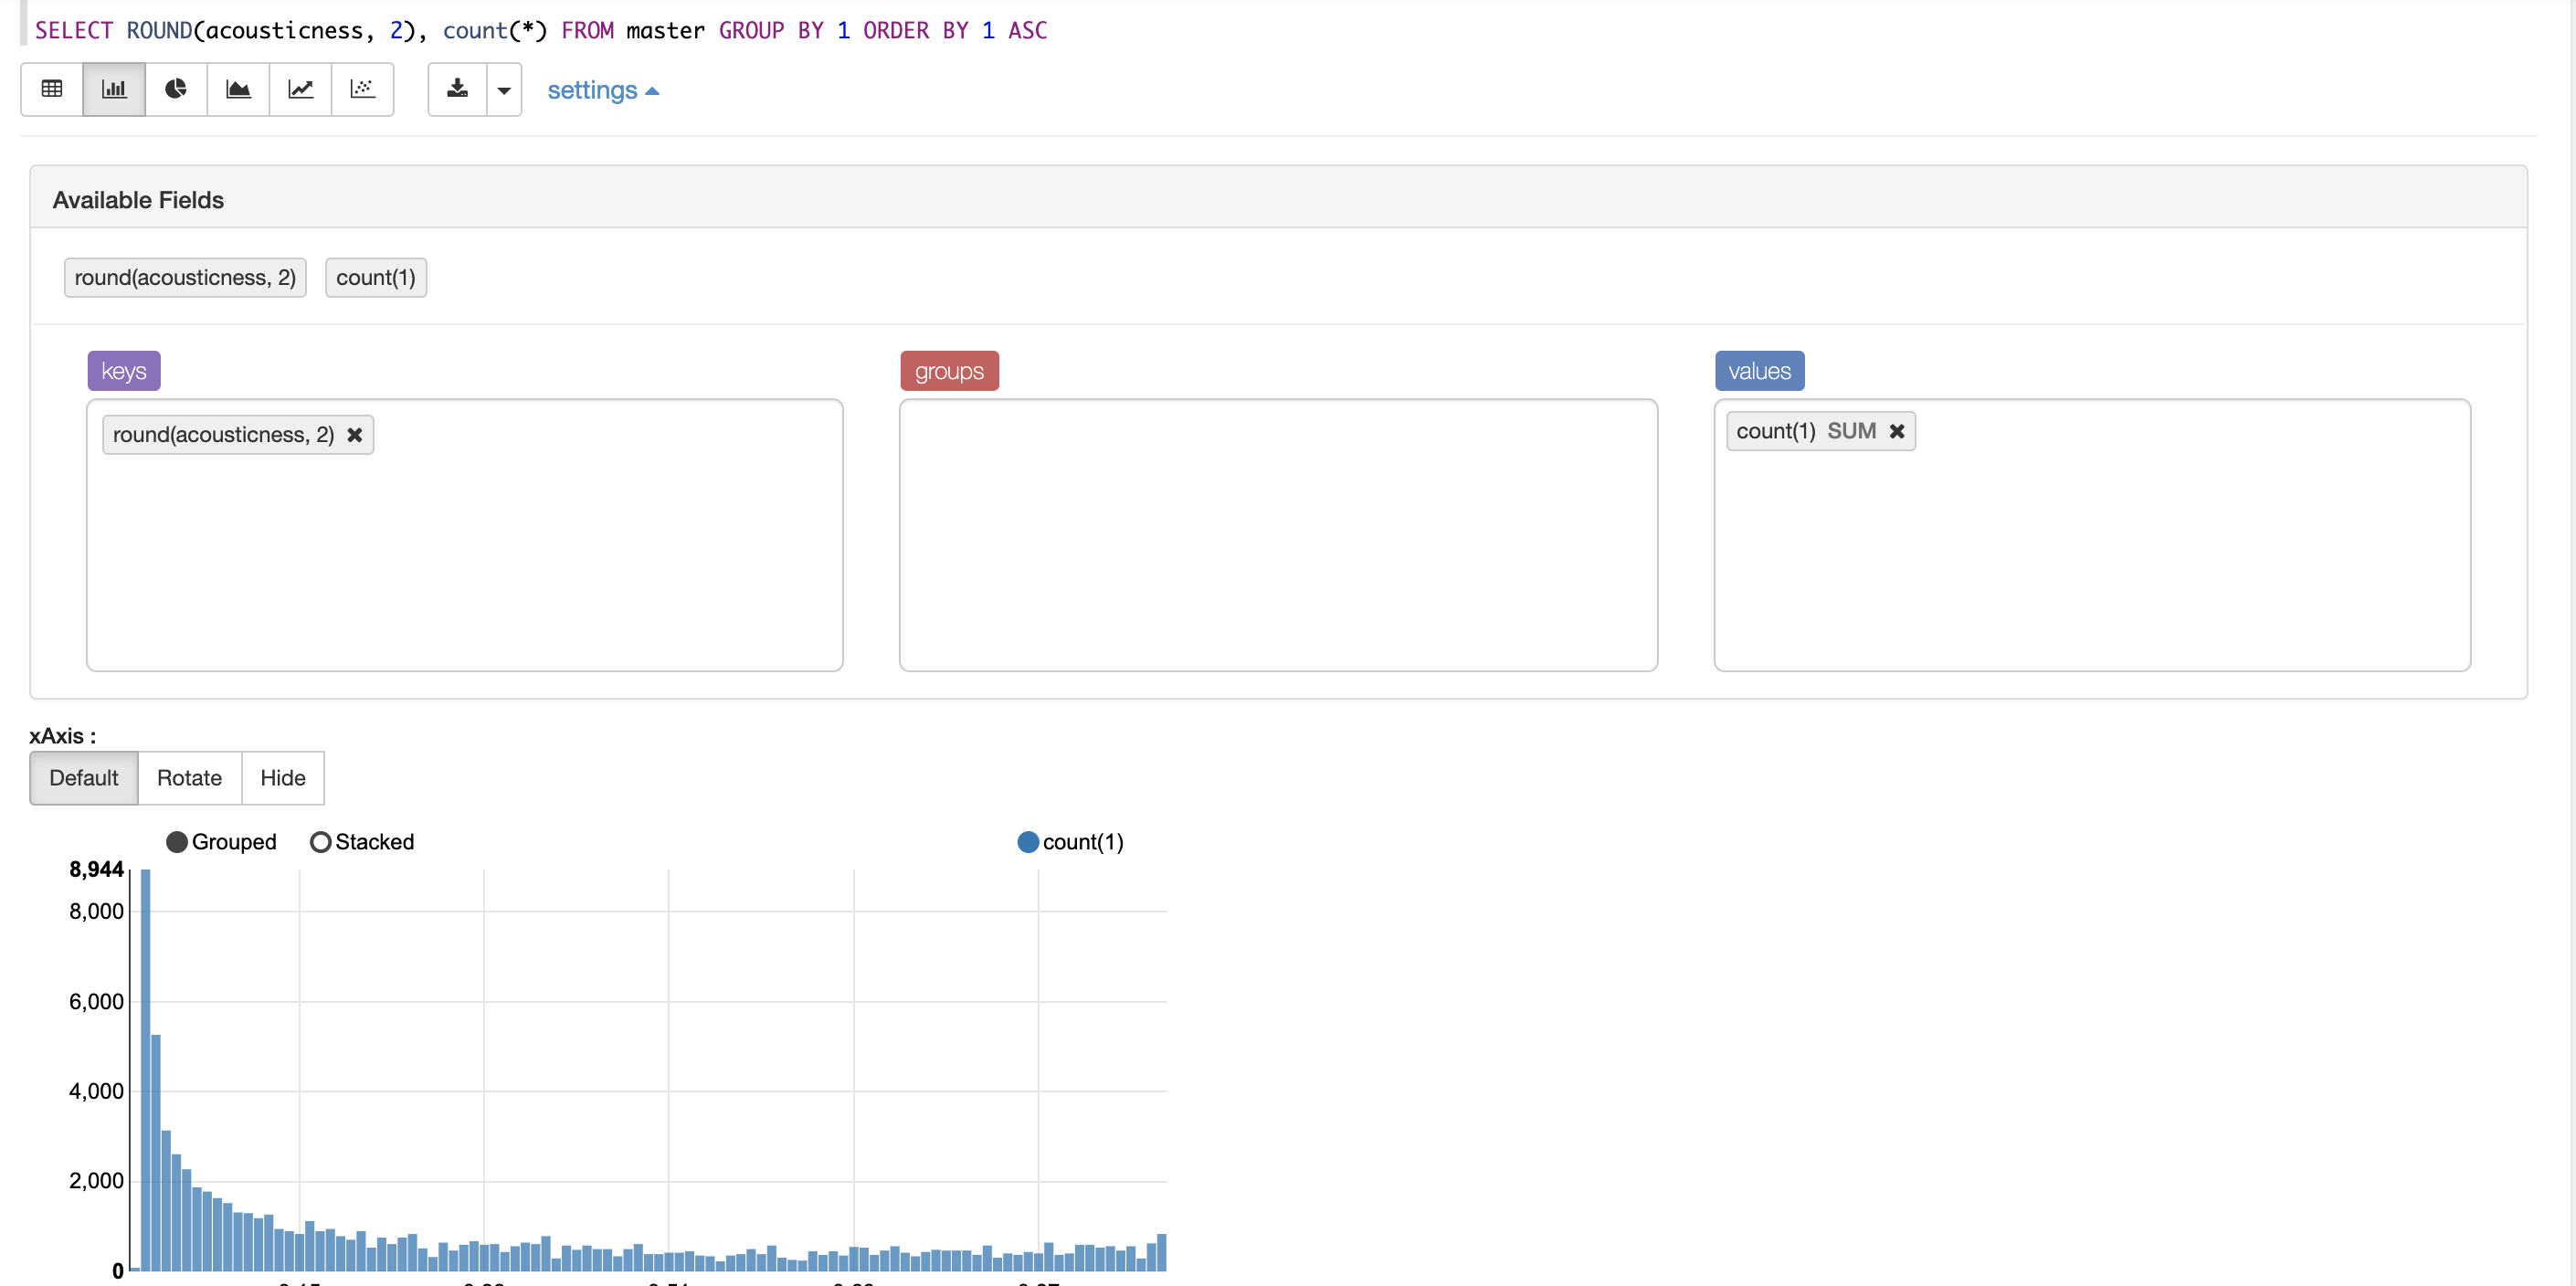 SELECT ROUND(acousticness, 2), count(*) FROM master GROUP BY 1 ORDER BY 1 ASC
settings
Available Fields
round(acousticness, 2) count(1)
keys groups values
round(acousticness, 2) ✖ count(1) SUM ✖
xAxis :
Default Rotate Hide
Grouped Stacked count(1)
8,944
8,000
6,000
4,000
2,000
0